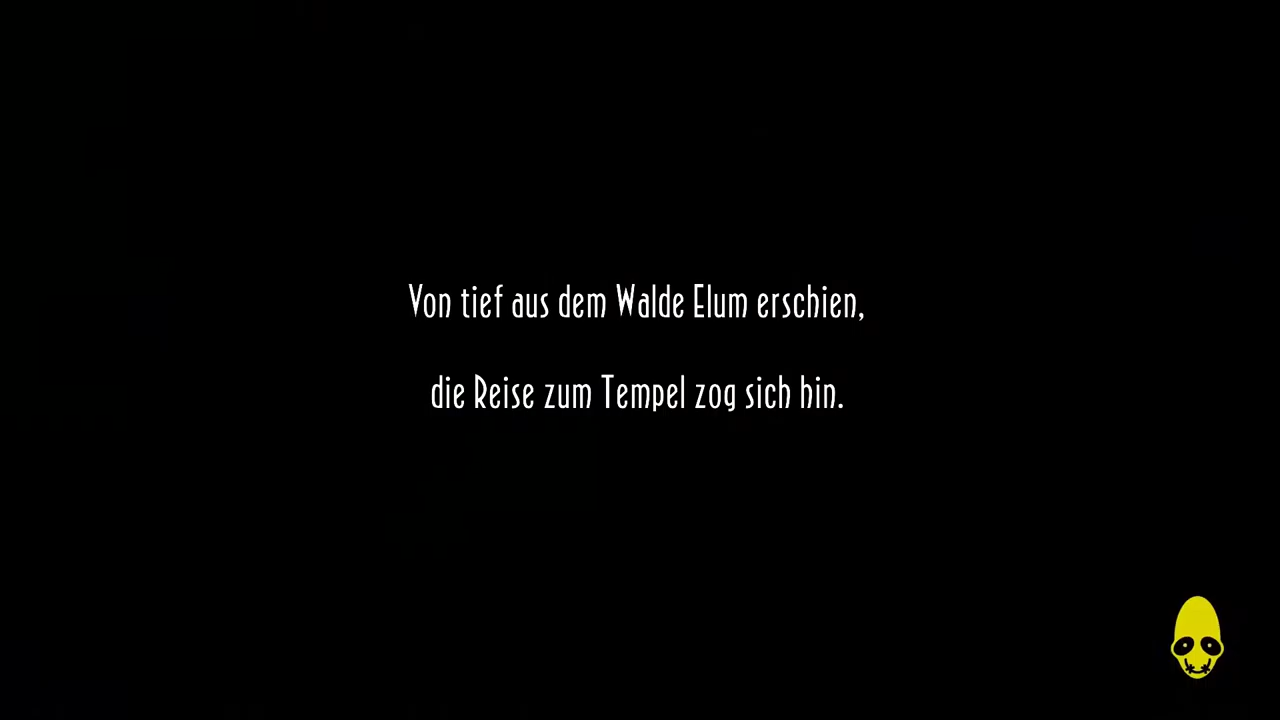 Von tief aus dem Walde Elum erschien,
die Reise zum Tempel zog sich hin.